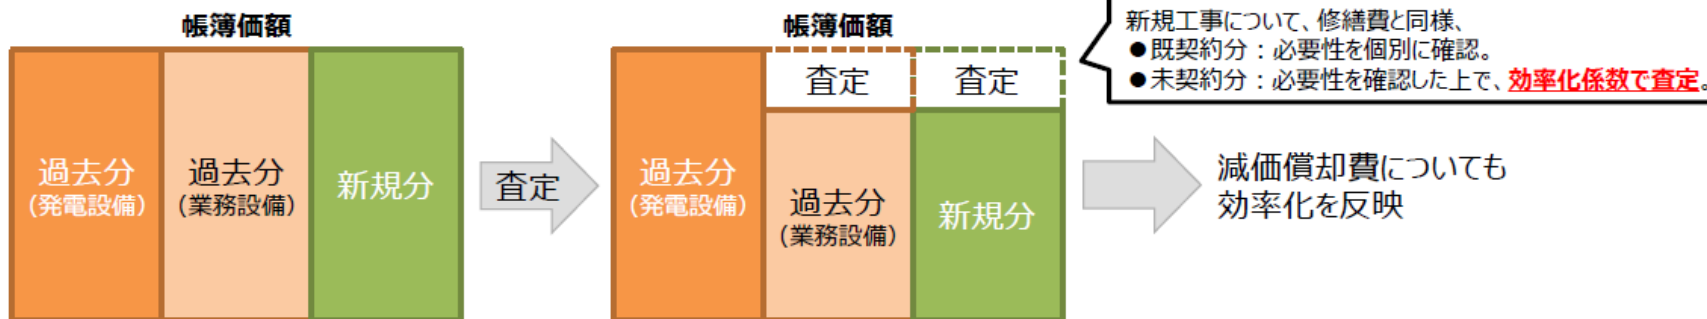 帳簿価額
過去分
(発電設備)
過去分
(業務設備)
新規分
査定
帳簿価額
査定
査定
過去分
(発電設備)
過去分
(業務設備)
新規分
新規工事について、修繕費と同様、
●既契約分：必要性を個別に確認。
●未契約分：必要性を確認した上で、効率化係数で査定。
減価償却費についても
効率化を反映